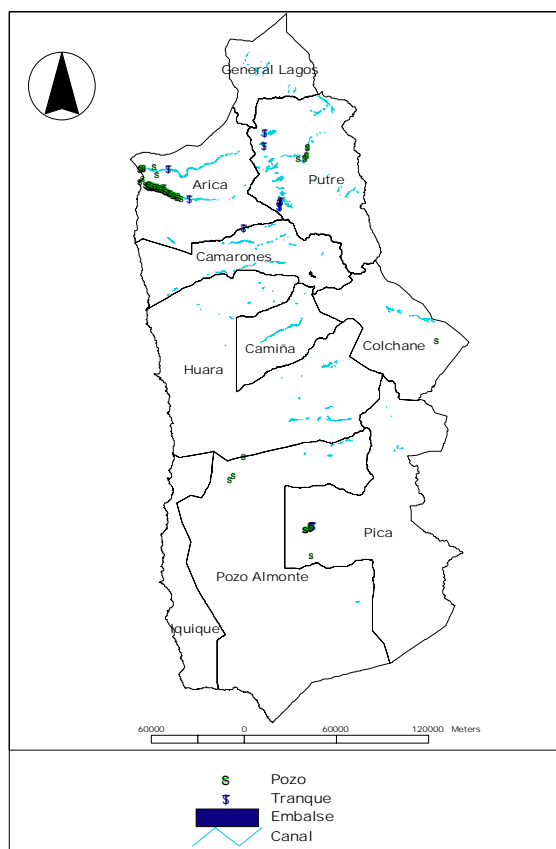 General Lagos
Arica
Putre
Camarones
Camiña
Colchane
Huara
Pica
Pozo Almonte
Iquique
60000 0 60000 120000 Meters
Pozo
Tranque
Embalse
Canal